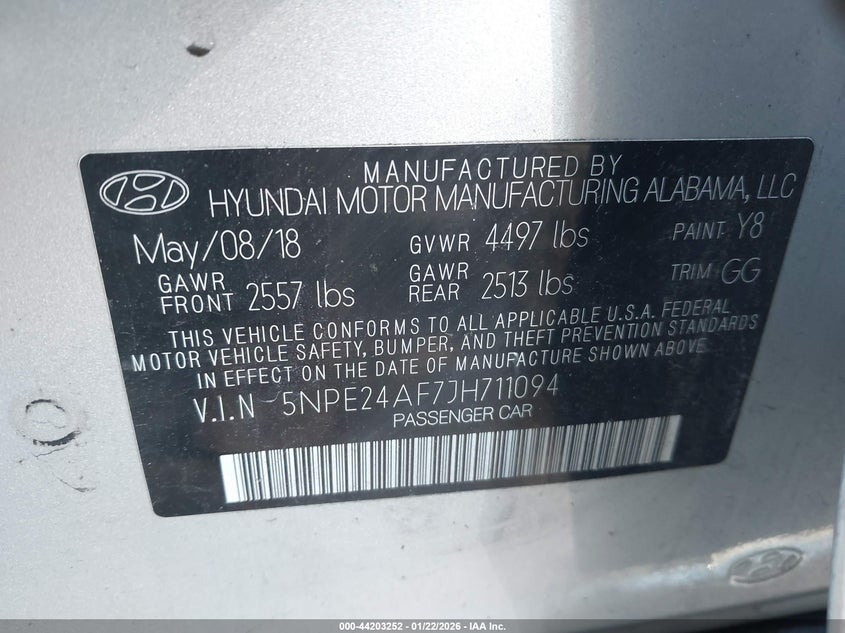 MANUFACTURED BY
HYUNDAI MOTOR MANUFACTURING ALABAMA, LLC
May/08/18 GVWR 4497 lbs PAINT Y8
GAWR FRONT 2557 lbs GAWR REAR 2513 lbs TRIM GG
THIS VEHICLE CONFORMS TO ALL APPLICABLE U.S.A. FEDERAL
MOTOR VEHICLE SAFETY, BUMPER, AND THEFT PREVENTION STANDARDS
IN EFFECT ON THE DATE OF MANUFACTURE SHOWN ABOVE.
V.I.N 5NPE24AF7JH711094
PASSENGER CAR
000-44203252 - 01/22/2026 - IAA Inc.